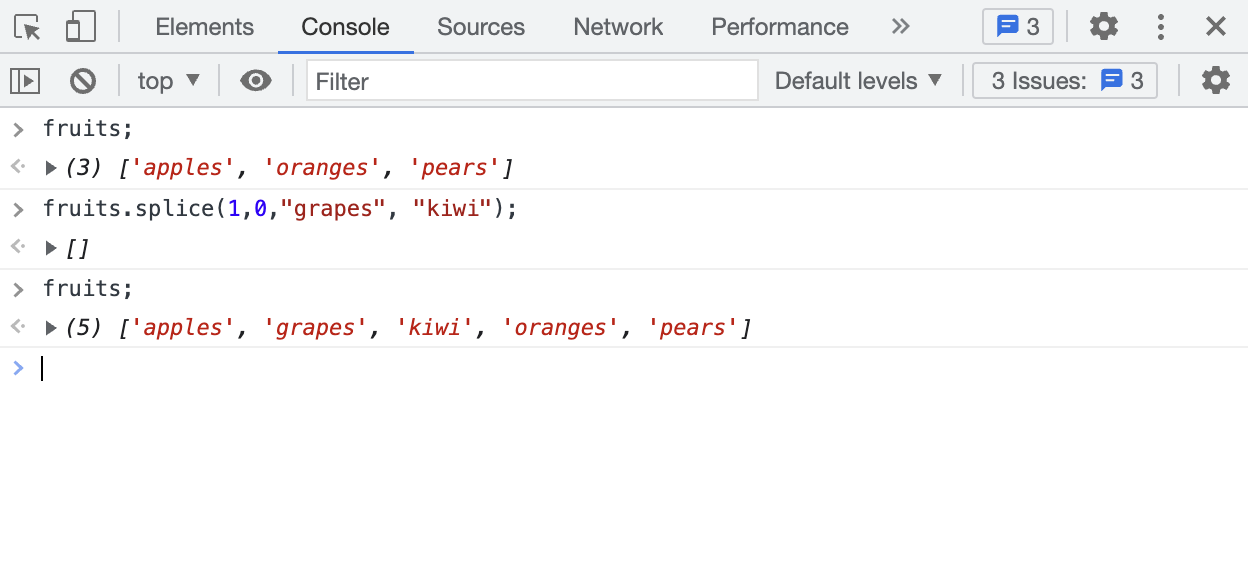 Elements Console Sources Network Performance 3
top Filter Default levels 3 Issues: 3
fruits;
(3) ['apples', 'oranges', 'pears']
fruits.splice(1,0,"grapes", "kiwi");
[]
fruits;
(5) ['apples', 'grapes', 'kiwi', 'oranges', 'pears']